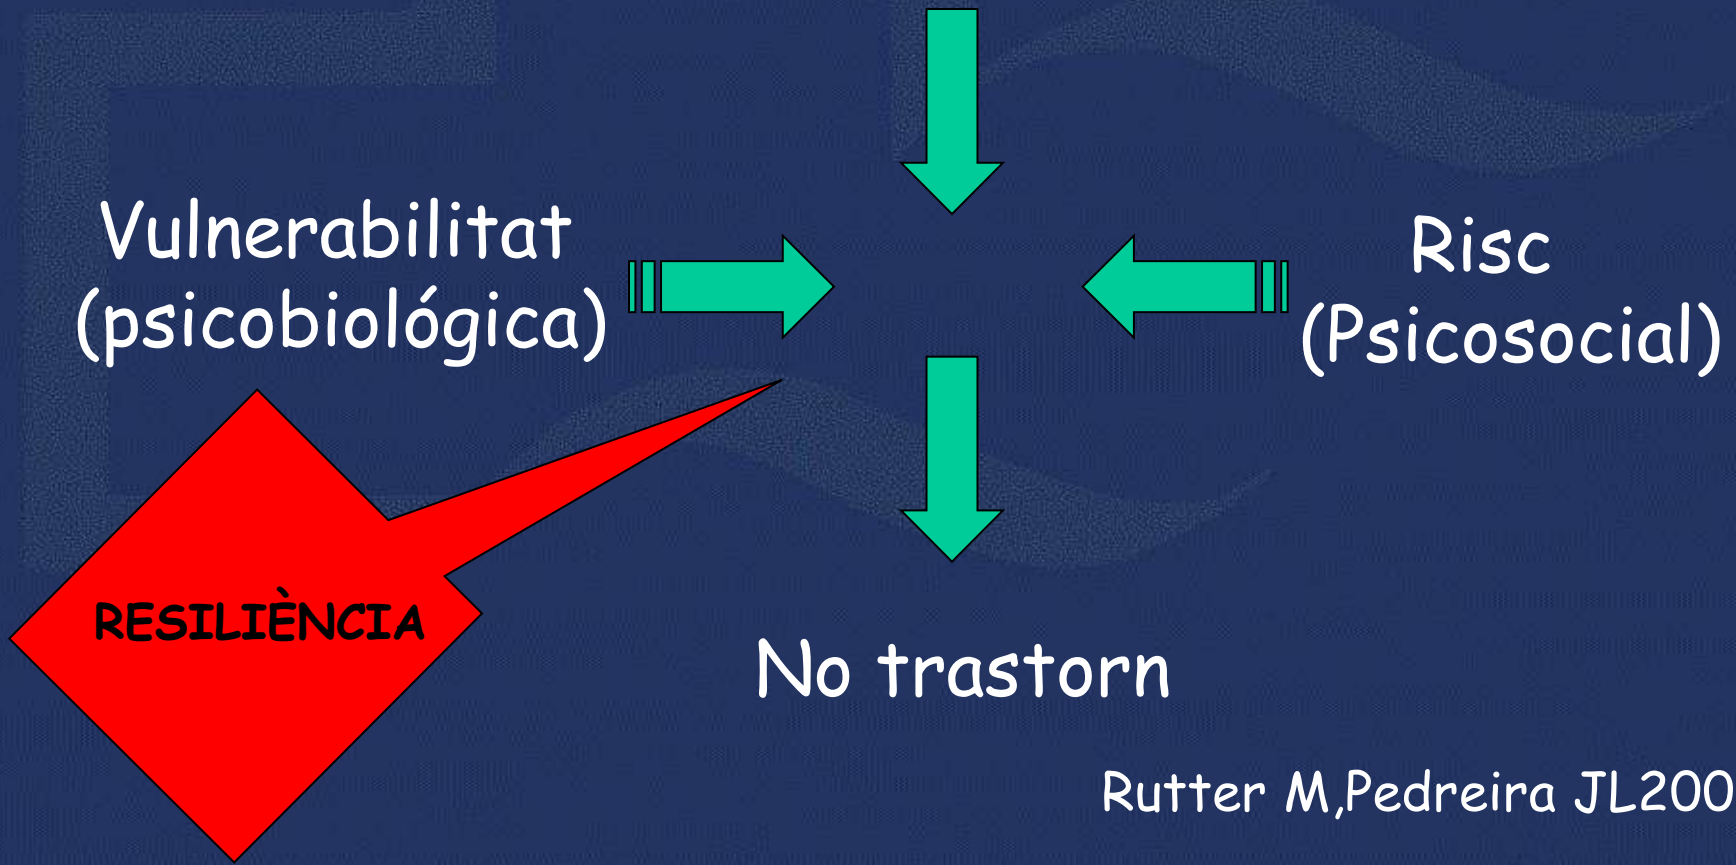 Vulnerabilitat
(psicobiológica)
Risc
(Psicosocial)
RESILIÈNCIA
No trastorn
Rutter M,Pedreira JL200